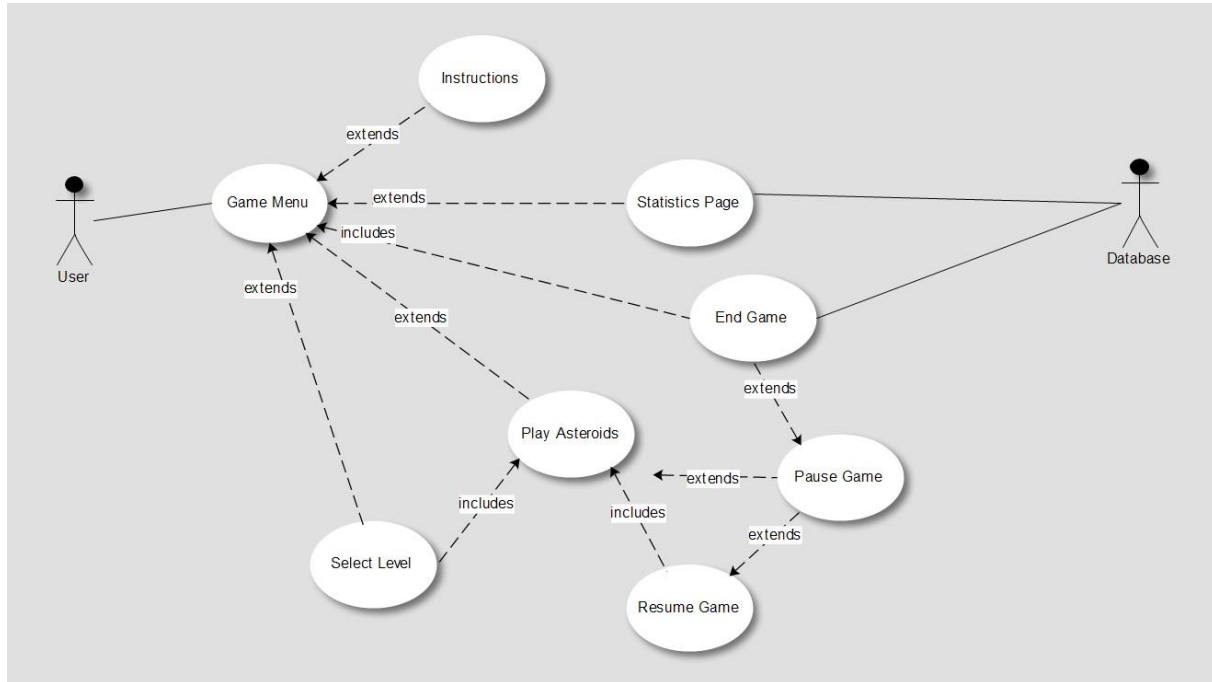 Instructions
extends
Game Menu
extends
Statistics Page
includes
User
Database
extends
extends
End Game
extends
Play Asteroids
extends
Pause Game
includes
includes
extends
Select Level
Resume Game